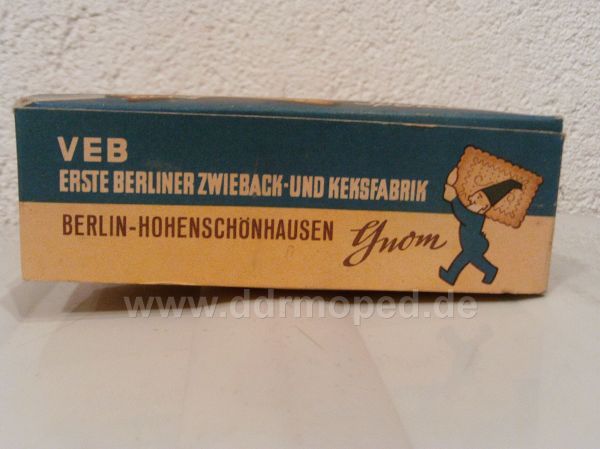 VEB
ERSTE BERLINER ZWIEBACK-UND KEKSFABRIK
BERLIN-HOHENSCHÖNHAUSEN Gnom
www.ddrmoped.de